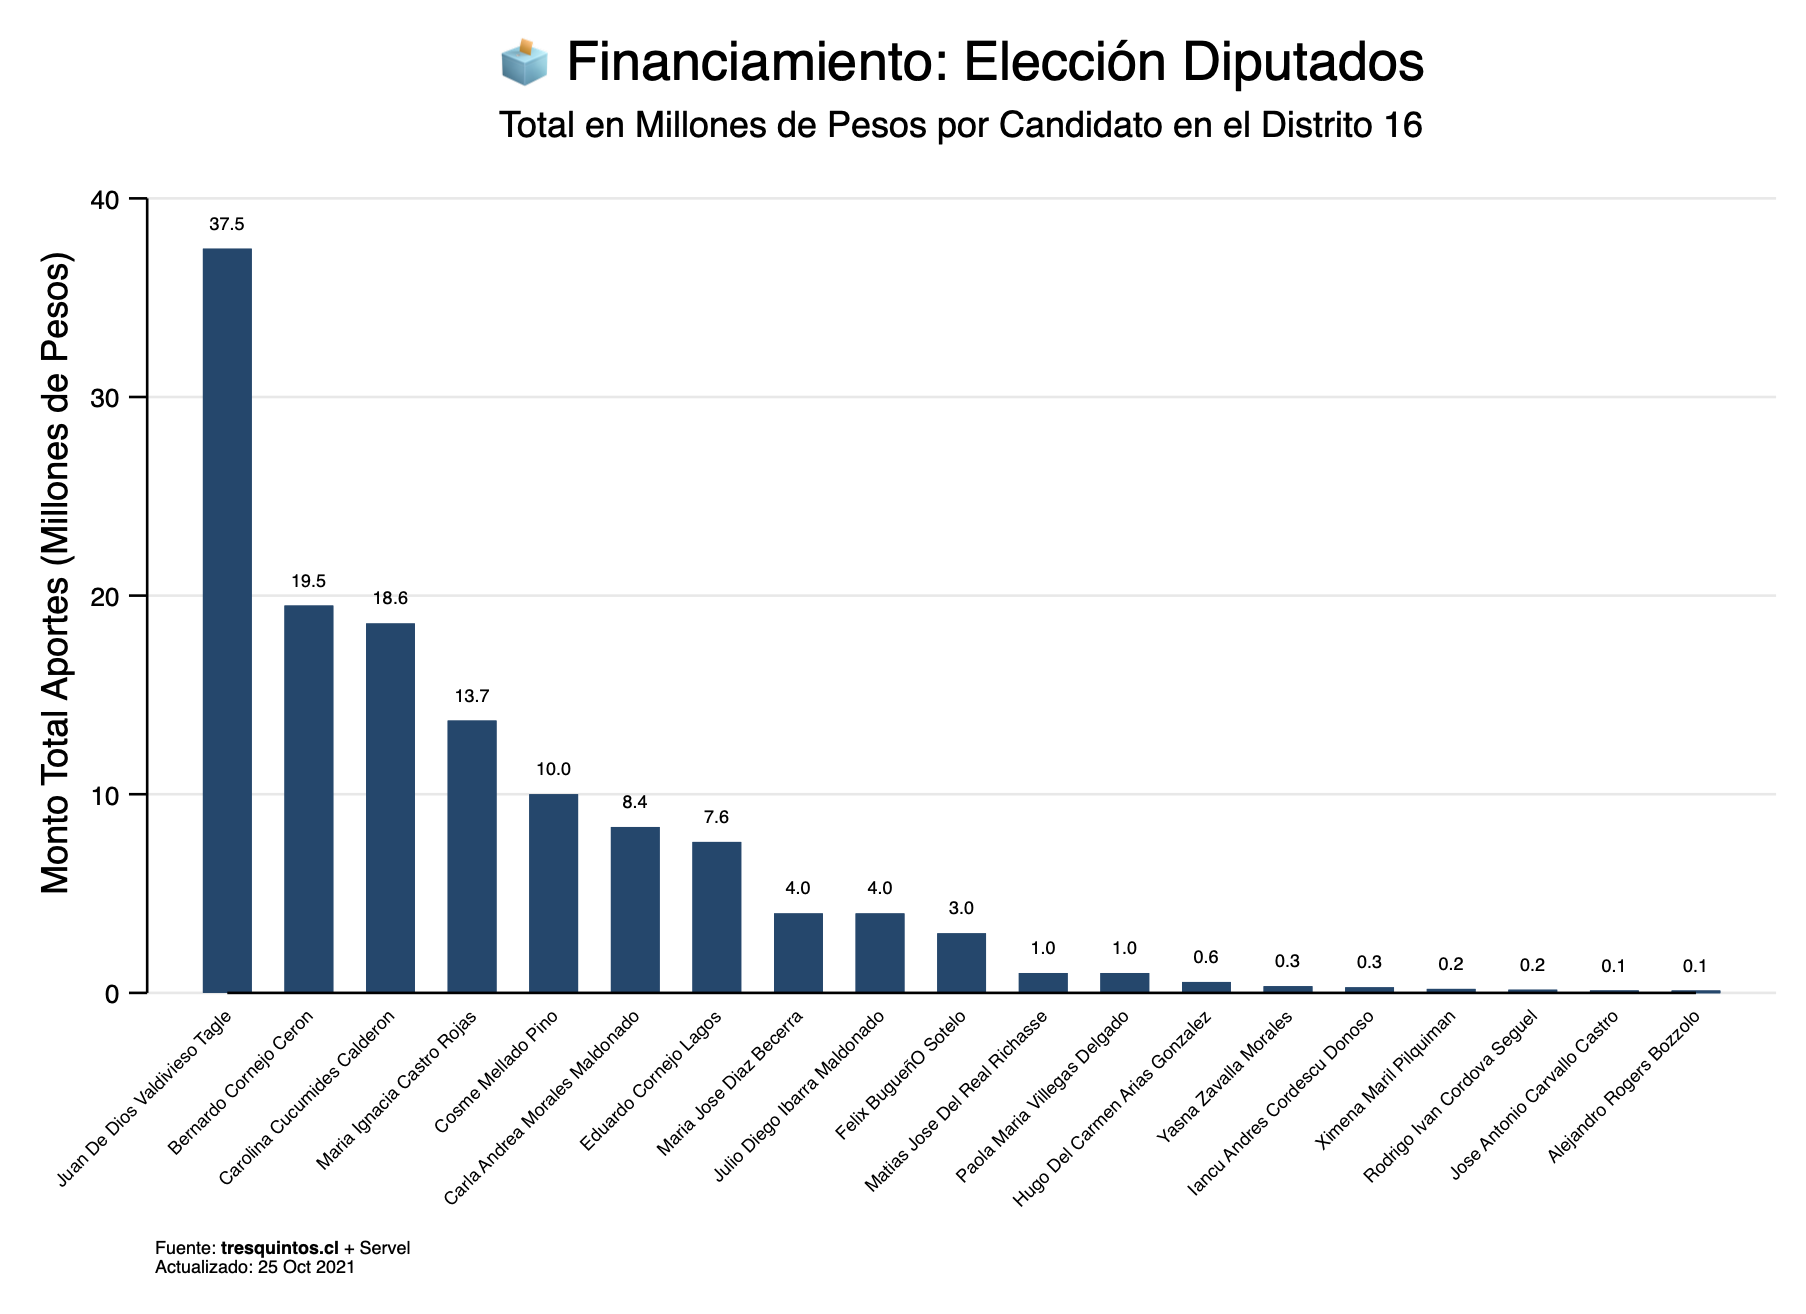 Financiamiento: Elección Diputados
Total en Millones de Pesos por Candidato en el Distrito 16
Monto Total Aportes (Millones de Pesos)
40
30
20
10
0
37.5
19.5
18.6
13.7
10.0
8.4
7.6
4.0
4.0
3.0
1.0
1.0
0.6
0.3
0.3
0.2
0.2
0.1
0.1
Juan De Dios Valdivieso Tagle
Bernardo Cornejo Ceron
Carolina Cucumides Calderon
Maria Ignacia Castro Rojas
Cosme Mellado Pino
Carla Andrea Morales Maldonado
Eduardo Cornejo Lagos
Maria Jose Diaz Becerra
Julio Diego Ibarra Maldonado
Felix BugueñO Sotelo
Matias Jose Del Real Richasse
Paola Maria Villegas Delgado
Hugo Del Carmen Arias Gonzalez
Yasna Zavalla Morales
Iancu Andres Cordescu Donoso
Ximena Maril Pilquiman
Rodrigo Ivan Cordova Seguel
Jose Antonio Carvallo Castro
Alejandro Rogers Bozzolo
Fuente: tresquintos.cl + Servel
Actualizado: 25 Oct 2021